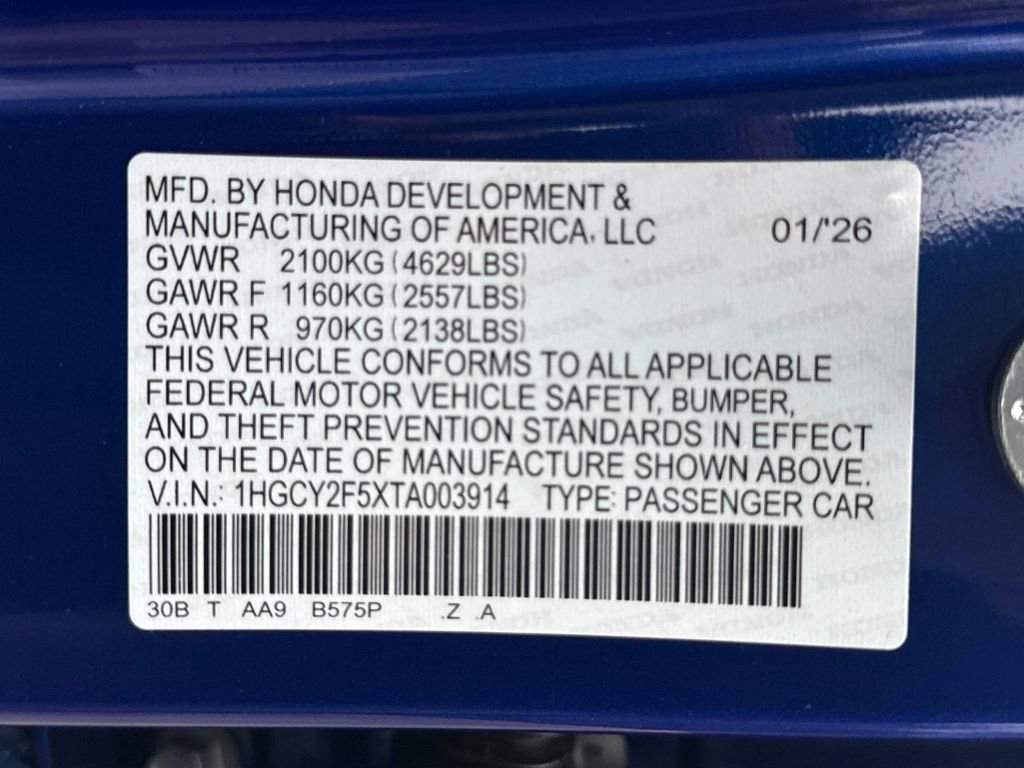 MFD. BY HONDA DEVELOPMENT &
MANUFACTURING OF AMERICA, LLC 01/'26
GVWR 2100KG (4629LBS)
GAWR F 1160KG (2557LBS)
GAWR R 970KG (2138LBS)
THIS VEHICLE CONFORMS TO ALL APPLICABLE
FEDERAL MOTOR VEHICLE SAFETY, BUMPER,
AND THEFT PREVENTION STANDARDS IN EFFECT
ON THE DATE OF MANUFACTURE SHOWN ABOVE.
V.I.N.: 1HGCY2F5XTA003914 TYPE: PASSENGER CAR
30B T AA9 B575P .Z .A